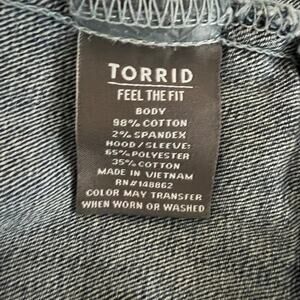 TORRID
FEEL THE FIT
BODY
98% COTTON
2% SPANDEX
HOOD/SLEEVE:
65% POLYESTER
35% COTTON
MADE IN VIETNAM
RN#148862
COLOR MAY TRANSFER
WHEN WORN OR WASHED